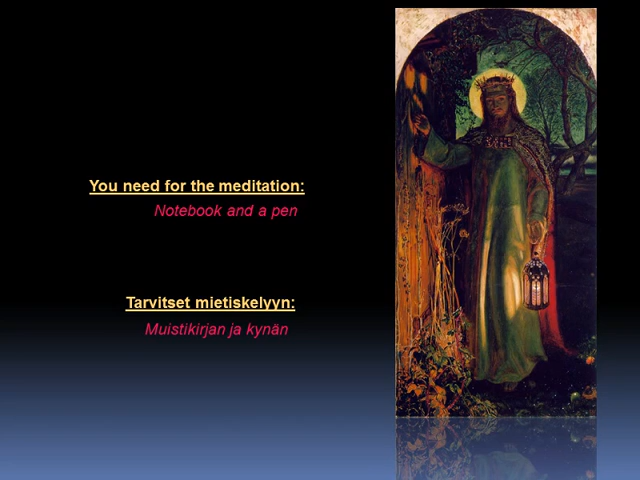 You need for the meditation:
Notebook and a pen
Tarvitset mietiskelyyn:
Muistikirjan ja kynän